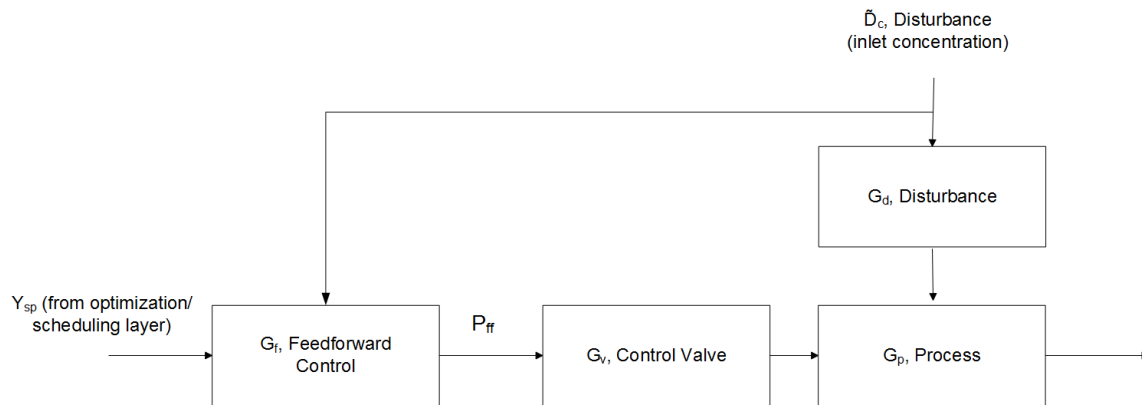 D̃c, Disturbance
(inlet concentration)
Gd, Disturbance
Ysp (from optimization/
scheduling layer)
Gf, Feedforward
Control
Pff
Gv, Control Valve
Gp, Process